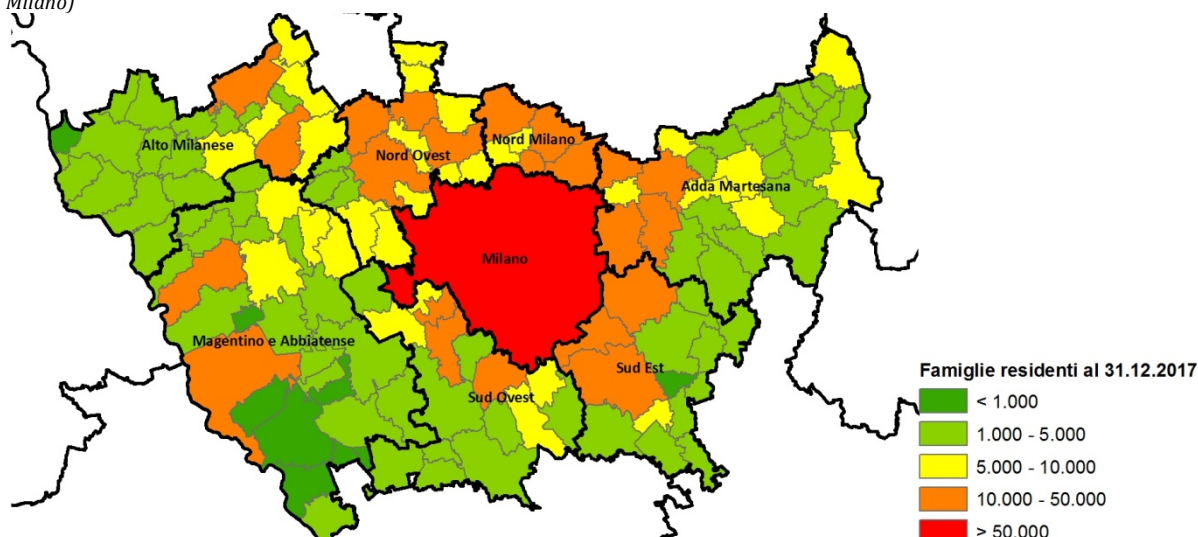 Milano)
Alto Milanese
Nord Ovest
Nord Milano
Adda Martesana
Milano
Magentino e Abbiatense
Sud Ovest
Sud Est
Famiglie residenti al 31.12.2017
< 1.000
1.000 - 5.000
5.000 - 10.000
10.000 - 50.000
> 50.000